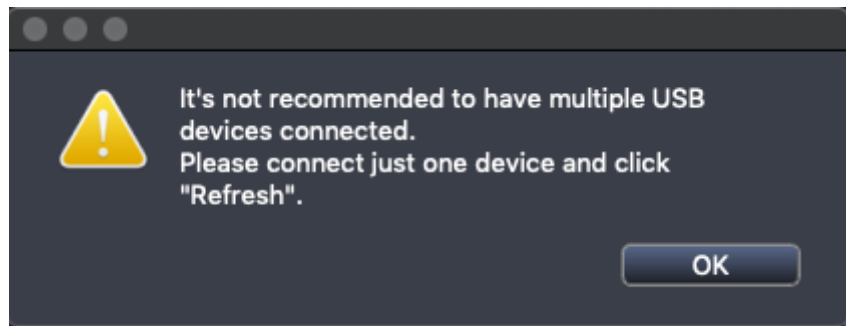 It's not recommended to have multiple USB
devices connected.
Please connect just one device and click
"Refresh".
OK